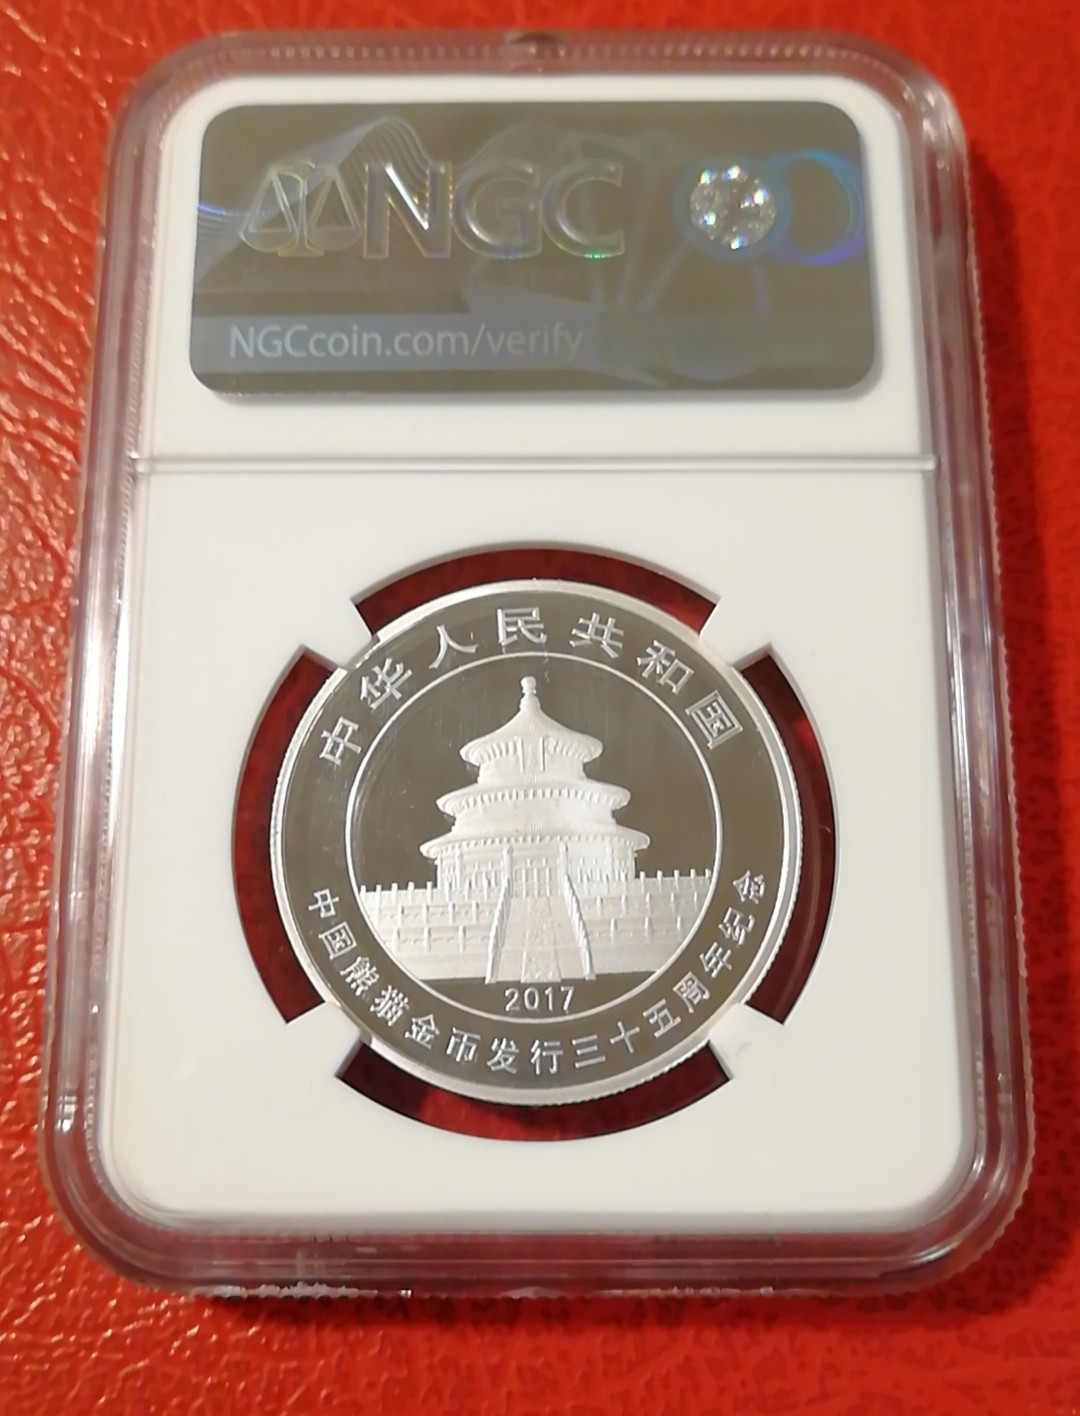 NGC
NGCcoin.com/verify
中华人民共和国
2017
中国熊猫金币发行三十五周年纪念